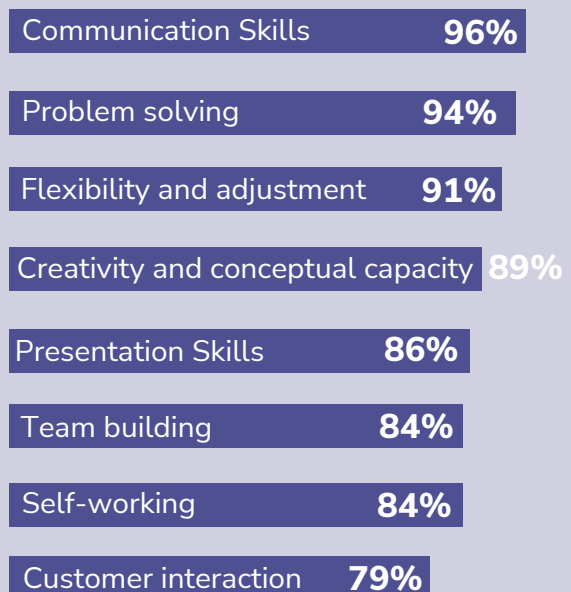 Communication Skills 96%
Problem solving 94%
Flexibility and adjustment 91%
Creativity and conceptual capacity 89%
Presentation Skills 86%
Team building 84%
Self-working 84%
Customer interaction 79%